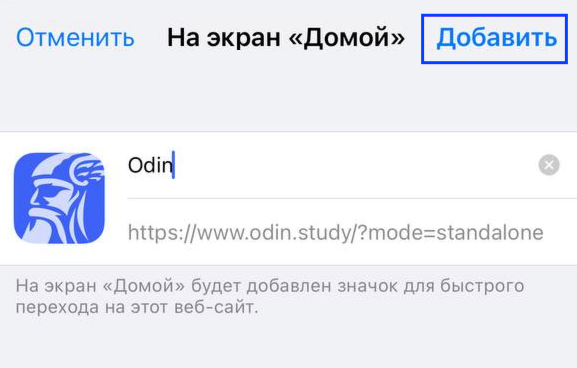 Отменить На экран «Домой» Добавить
Odin
https://www.odin.study/?mode=standalone
На экран «Домой» будет добавлен значок для быстрого
перехода на этот веб-сайт.